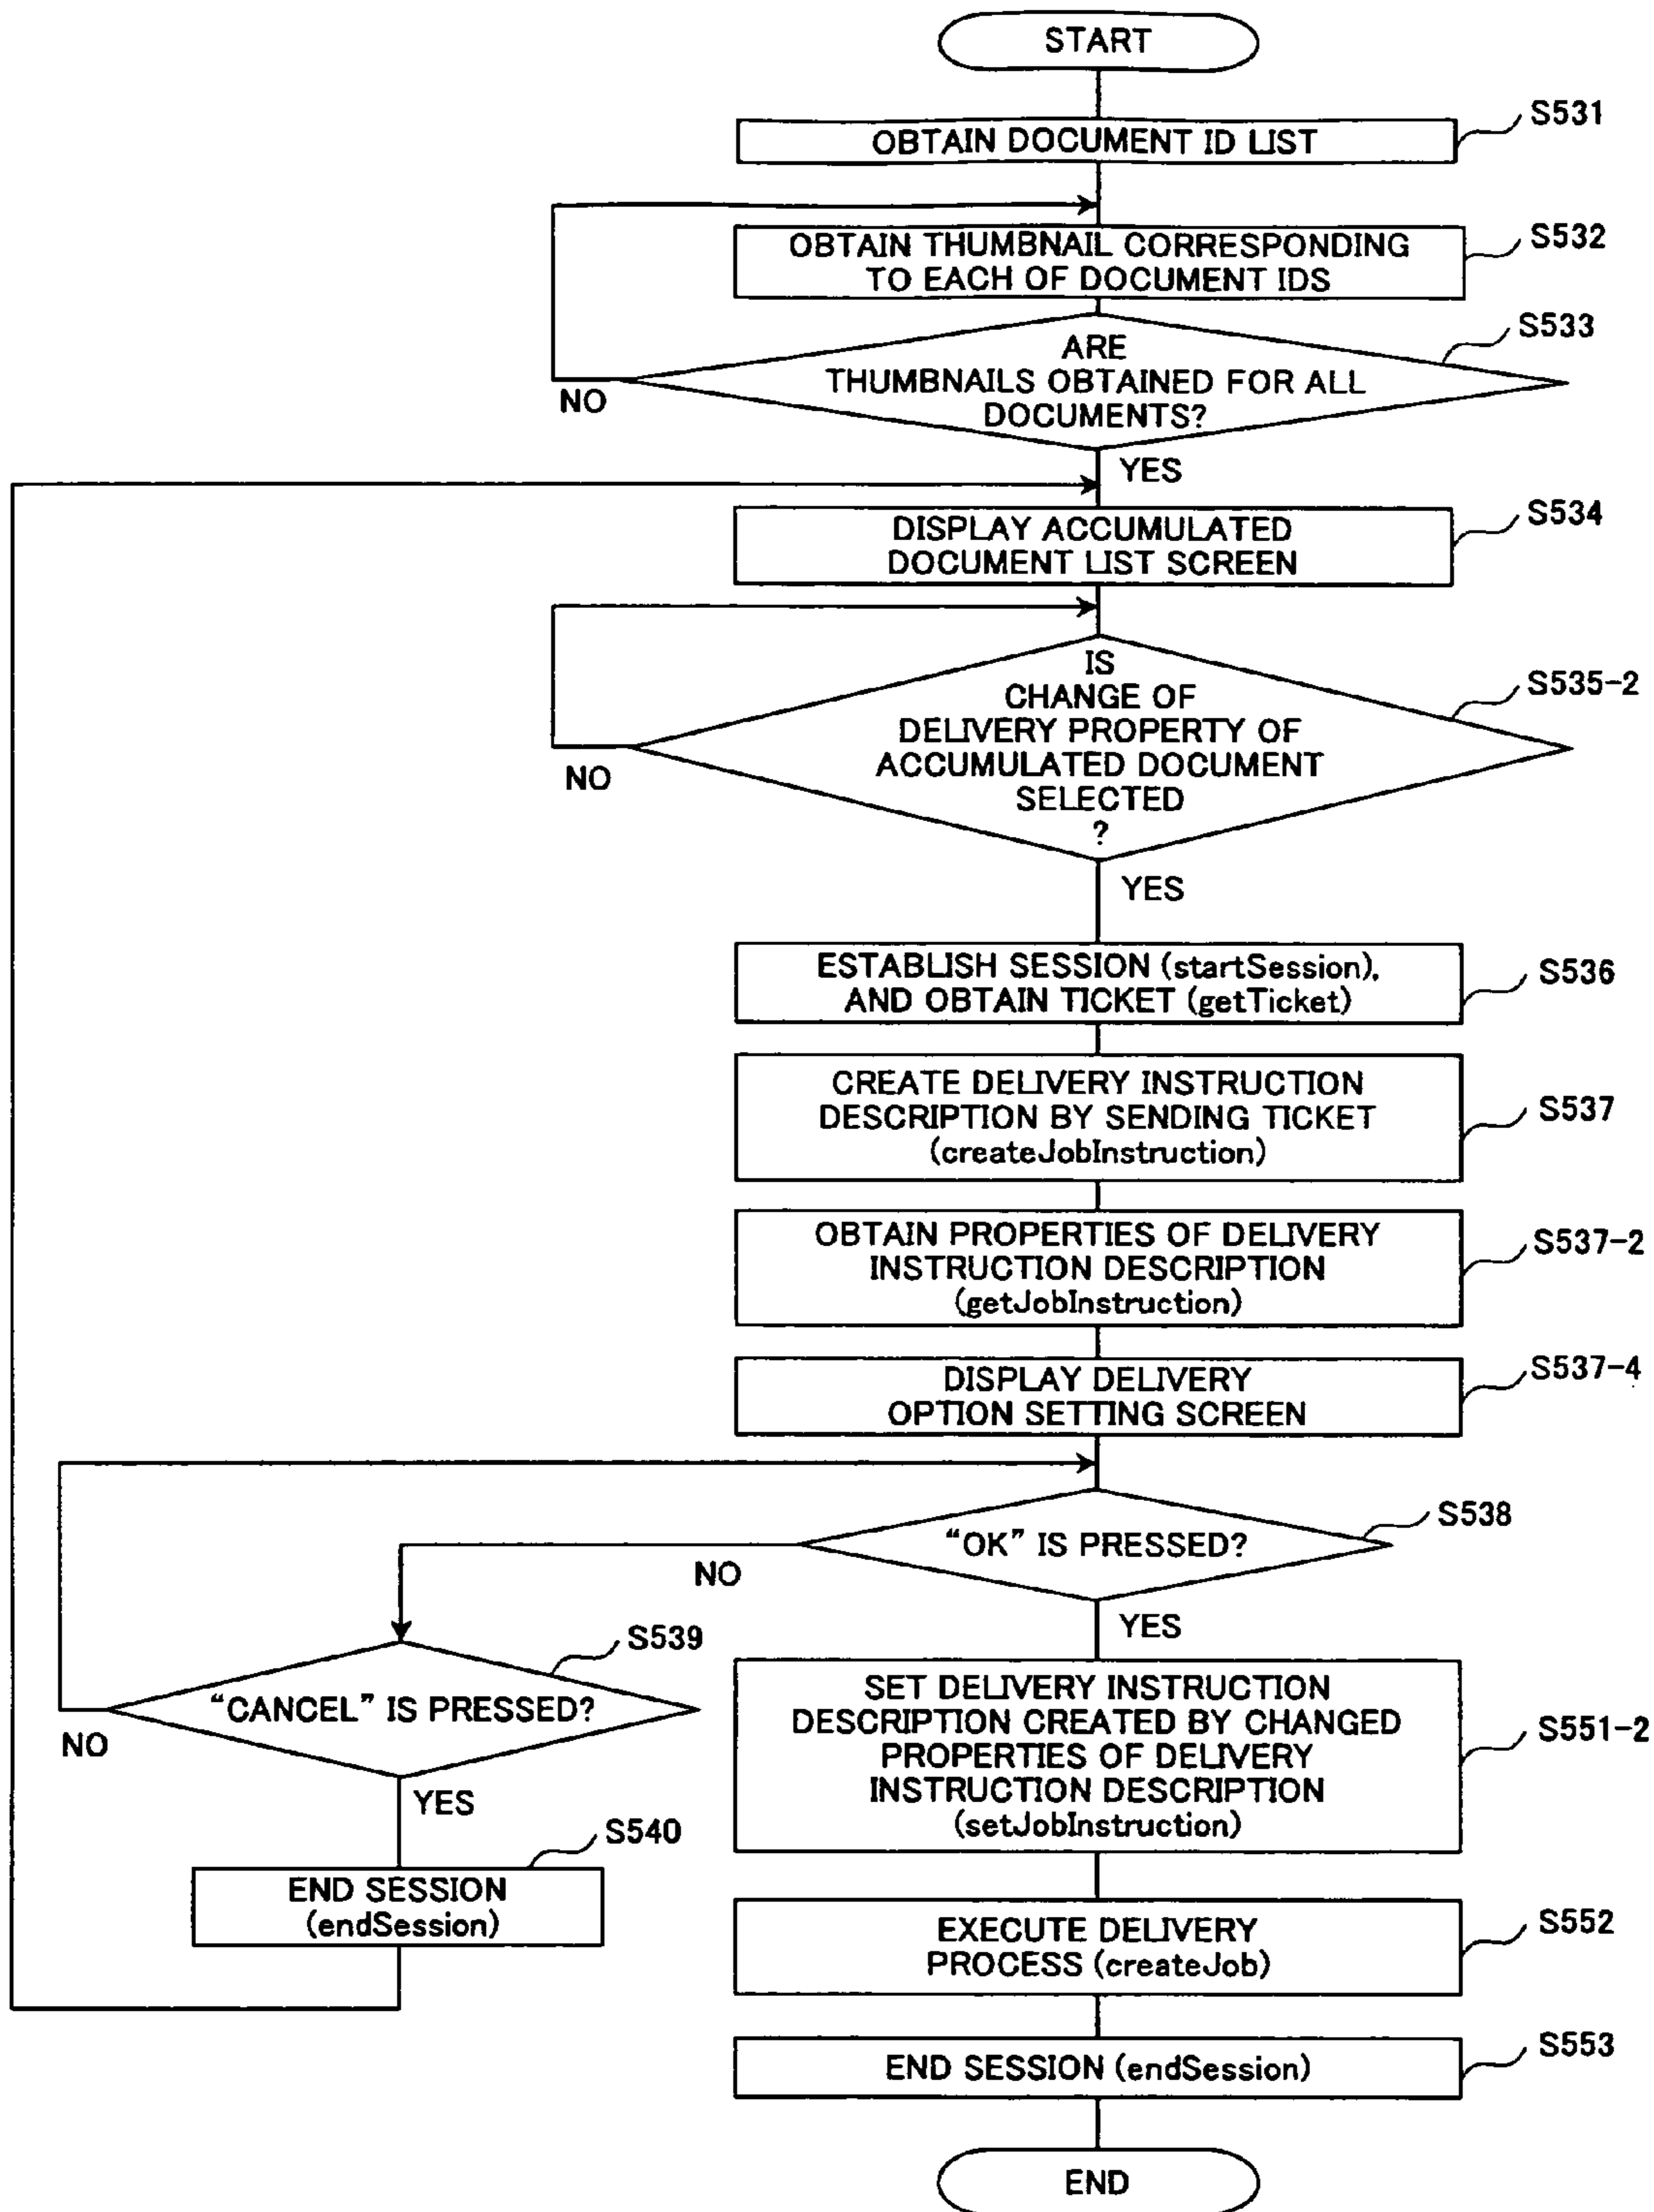 START
OBTAIN DOCUMENT ID LIST
S531
OBTAIN THUMBNAIL CORRESPONDING
TO EACH OF DOCUMENT IDS
S532
ARE
THUMBNAILS OBTAINED FOR ALL
DOCUMENTS?
S533
NO
YES
DISPLAY ACCUMULATED
DOCUMENT LIST SCREEN
S534
IS
CHANGE OF
DELIVERY PROPERTY OF
ACCUMULATED DOCUMENT
SELECTED
?
S535-2
NO
YES
ESTABLISH SESSION (startSession),
AND OBTAIN TICKET (getTicket)
S536
CREATE DELIVERY INSTRUCTION
DESCRIPTION BY SENDING TICKET
(createJobInstruction)
S537
OBTAIN PROPERTIES OF DELIVERY
INSTRUCTION DESCRIPTION
(getJobInstruction)
S537-2
DISPLAY DELIVERY
OPTION SETTING SCREEN
S537-4
“OK” IS PRESSED?
S538
NO
YES
“CANCEL” IS PRESSED?
S539
NO
YES
END SESSION
(endSession)
S540
SET DELIVERY INSTRUCTION
DESCRIPTION CREATED BY CHANGED
PROPERTIES OF DELIVERY
INSTRUCTION DESCRIPTION
(setJobInstruction)
S551-2
EXECUTE DELIVERY
PROCESS (createJob)
S552
END SESSION (endSession)
S553
END